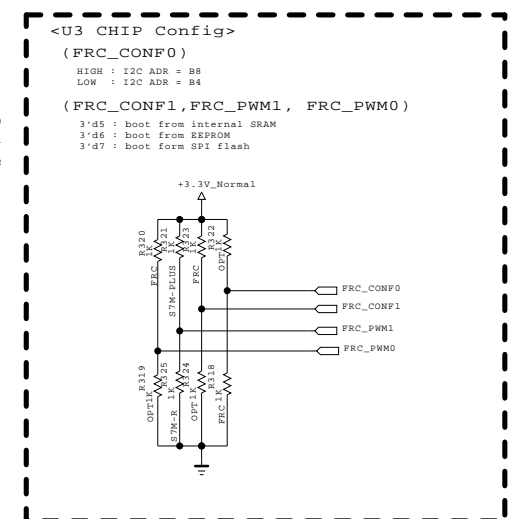 <U3 CHIP Config>
(FRC_CONF0)
HIGH : I2C ADR = B8
LOW : I2C ADR = B4
(FRC_CONF1,FRC_PWM1, FRC_PWM0)
3'd5 : boot from internal SRAM
3'd6 : boot from EEPROM
3'd7 : boot form SPI flash
+3.3V_Normal
R320
1K
FRC
R321
1K
S7M-PLUS
R323
1K
FRC
R322
1K
OPT
FRC_CONF0
FRC_CONF1
FRC_PWM1
FRC_PWM0
R319
1K
OPT
R325
1K
S7M-R
R324
1K
OPT
R318
1K
FRC